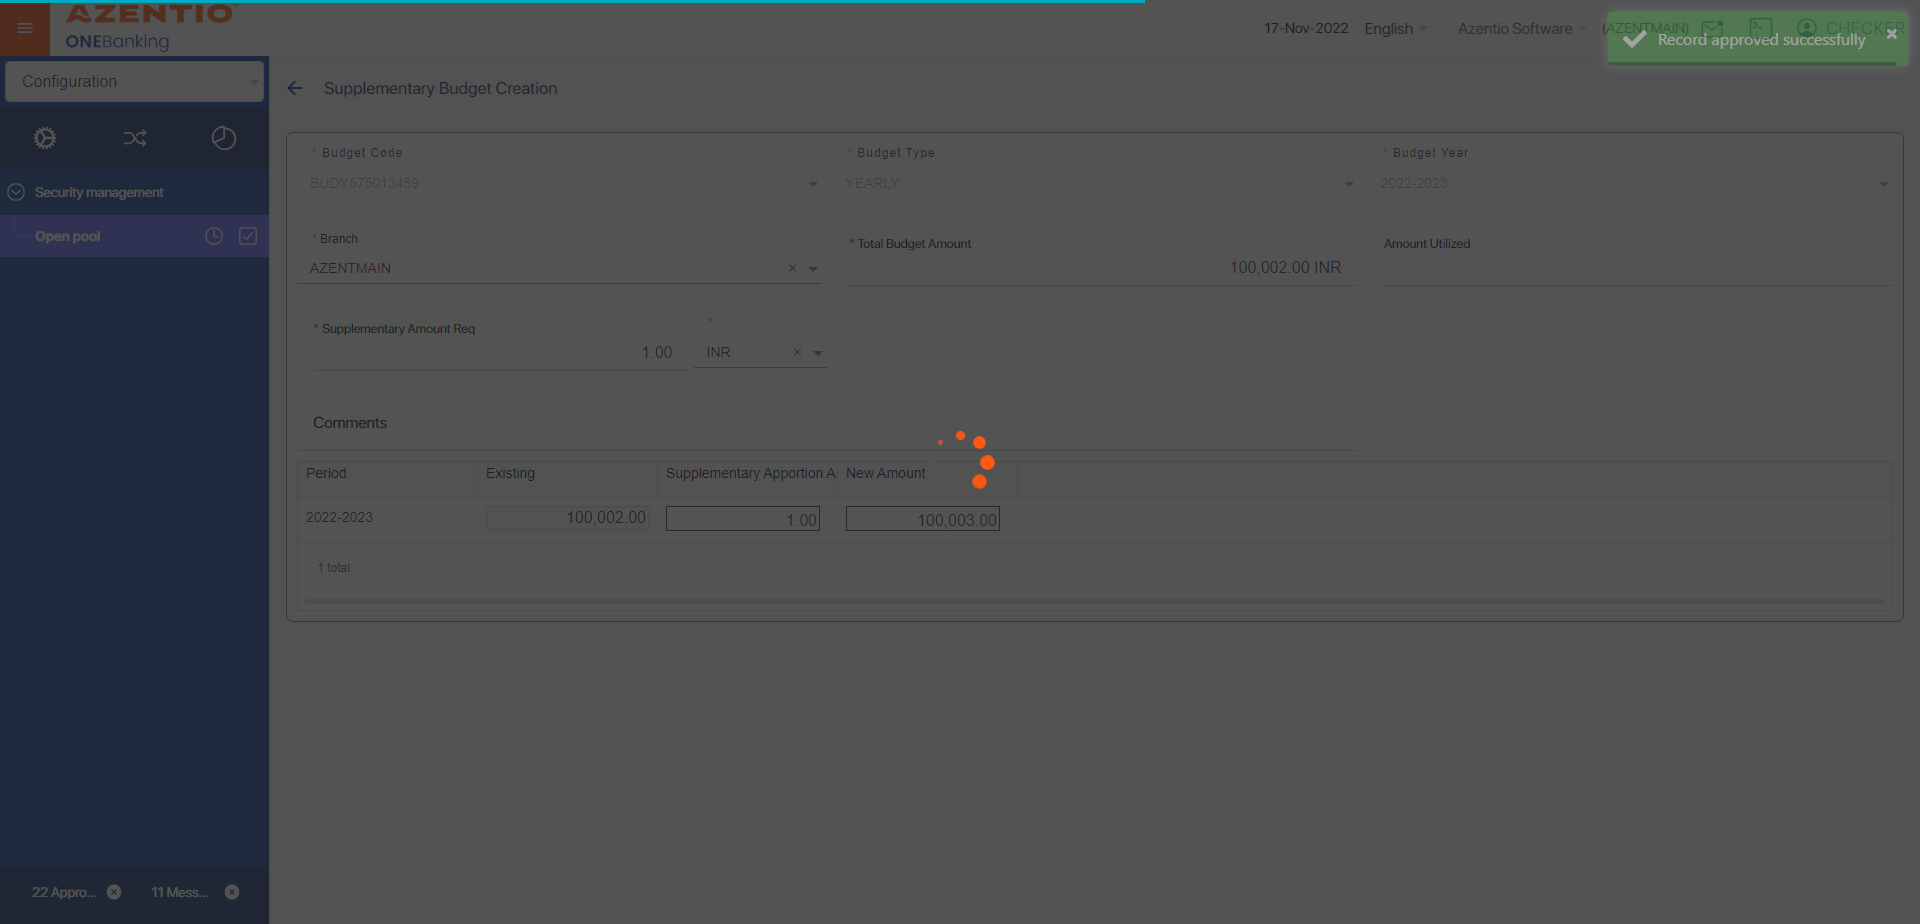 AZENTIO
ONEBanking
17-Nov-2022 English Azentio Software (AZENTMAIN) CHECKER
Record approved successfully
Configuration
Supplementary Budget Creation
Security management
Open pool
* Budget Code * Budget Type * Budget Year
BUDY575013459 YEARLY 2022-2023
* Branch * Total Budget Amount Amount Utilized
AZENTMAIN 100,002.00 INR
* Supplementary Amount Req *
1.00 INR
Comments
Period Existing Supplementary Apportion A New Amount
2022-2023 100,002.00 1.00 100,003.00
1 total
22 Appro... 11 Mess...